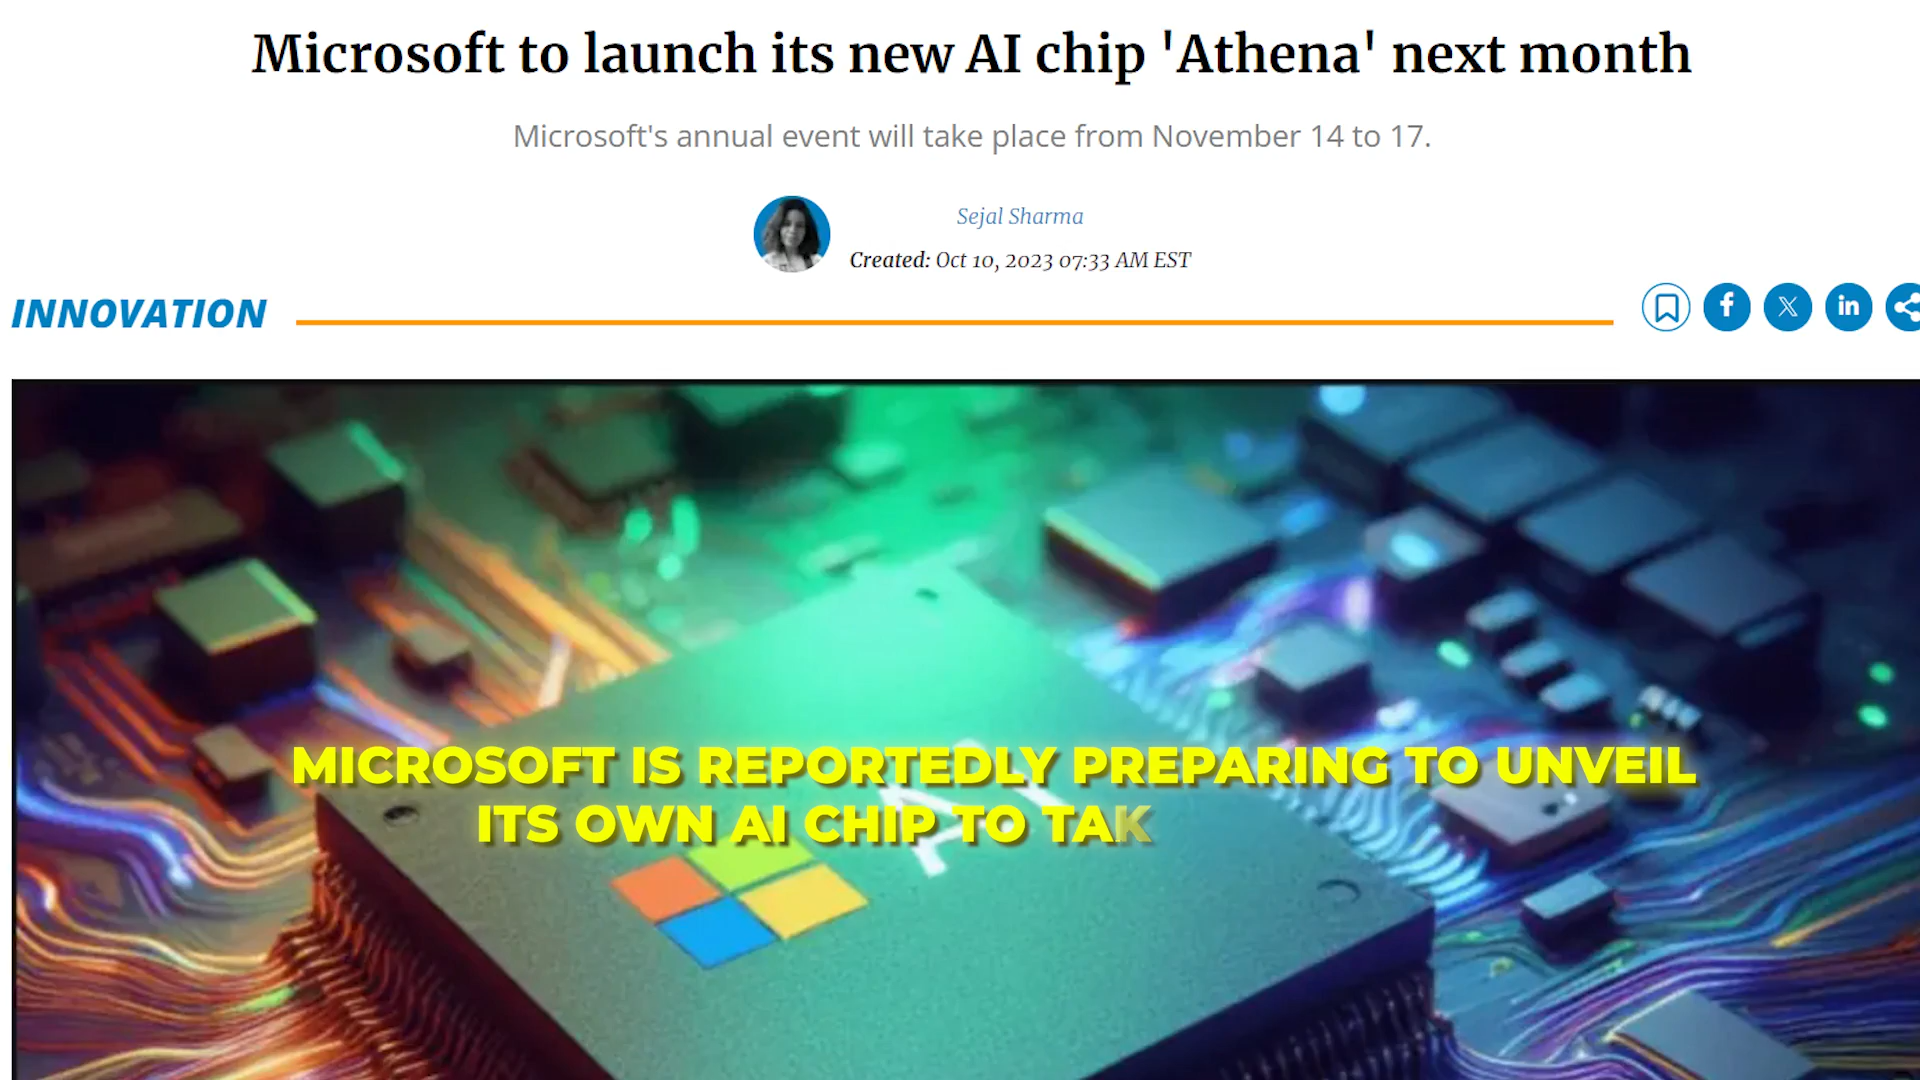 Microsoft to launch its new AI chip 'Athena' next month
Microsoft's annual event will take place from November 14 to 17.
Sejal Sharma
Created: Oct 10, 2023 07:33 AM EST
INNOVATION
AI
MICROSOFT IS REPORTEDLY PREPARING TO UNVEIL
ITS OWN AI CHIP TO TAK